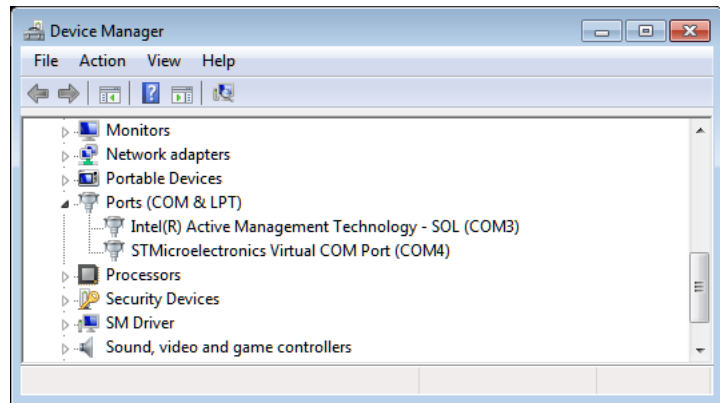 Device Manager
File Action View Help
Monitors
Network adapters
Portable Devices
Ports (COM & LPT)
Intel(R) Active Management Technology - SOL (COM3)
STMicroelectronics Virtual COM Port (COM4)
Processors
Security Devices
SM Driver
Sound, video and game controllers